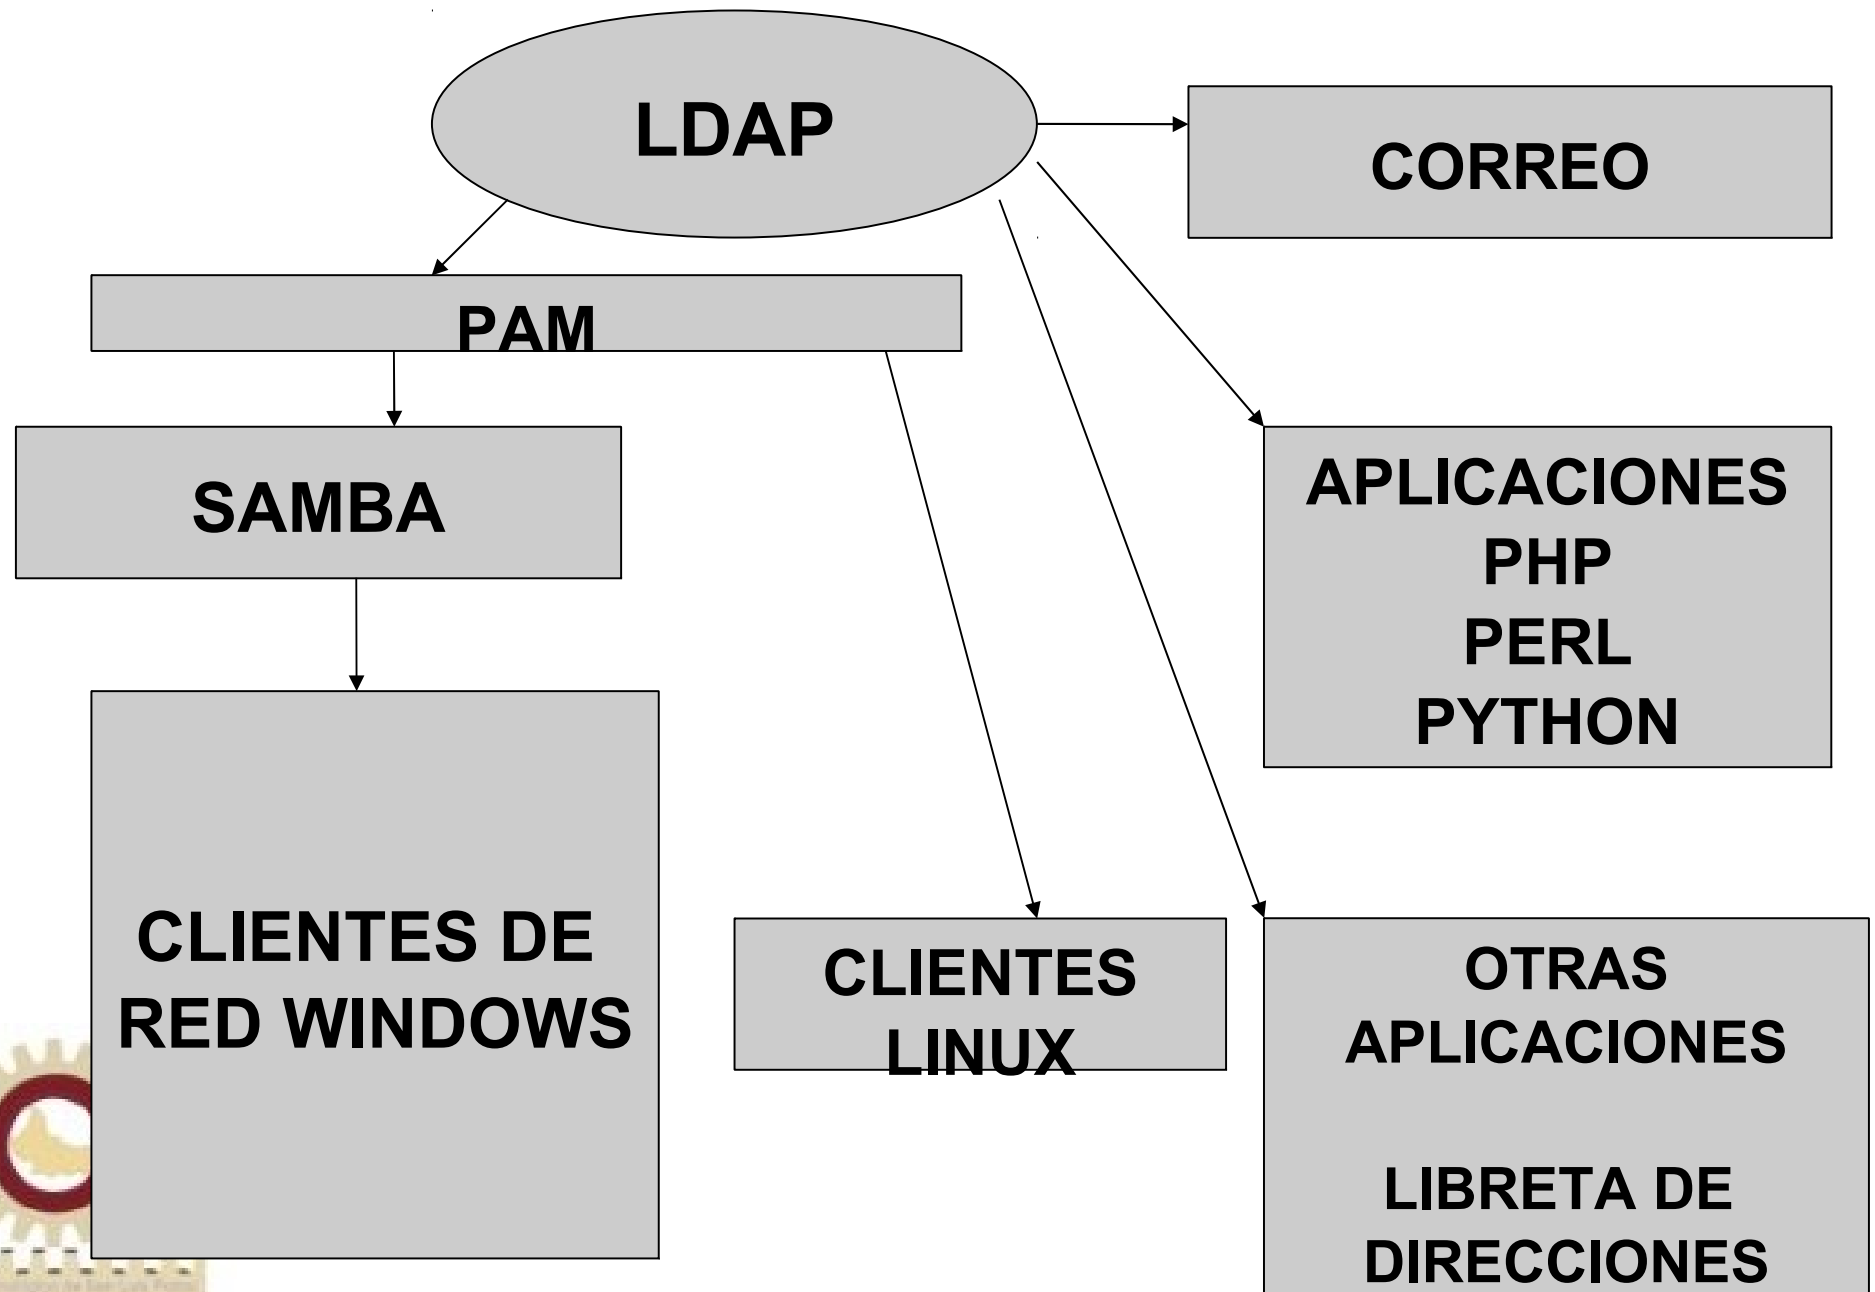 LDAP
CORREO
PAM
SAMBA
APLICACIONES
PHP
PERL
PYTHON
CLIENTES DE
RED WINDOWS
CLIENTES
LINUX
OTRAS
APLICACIONES
LIBRETA DE
DIRECCIONES